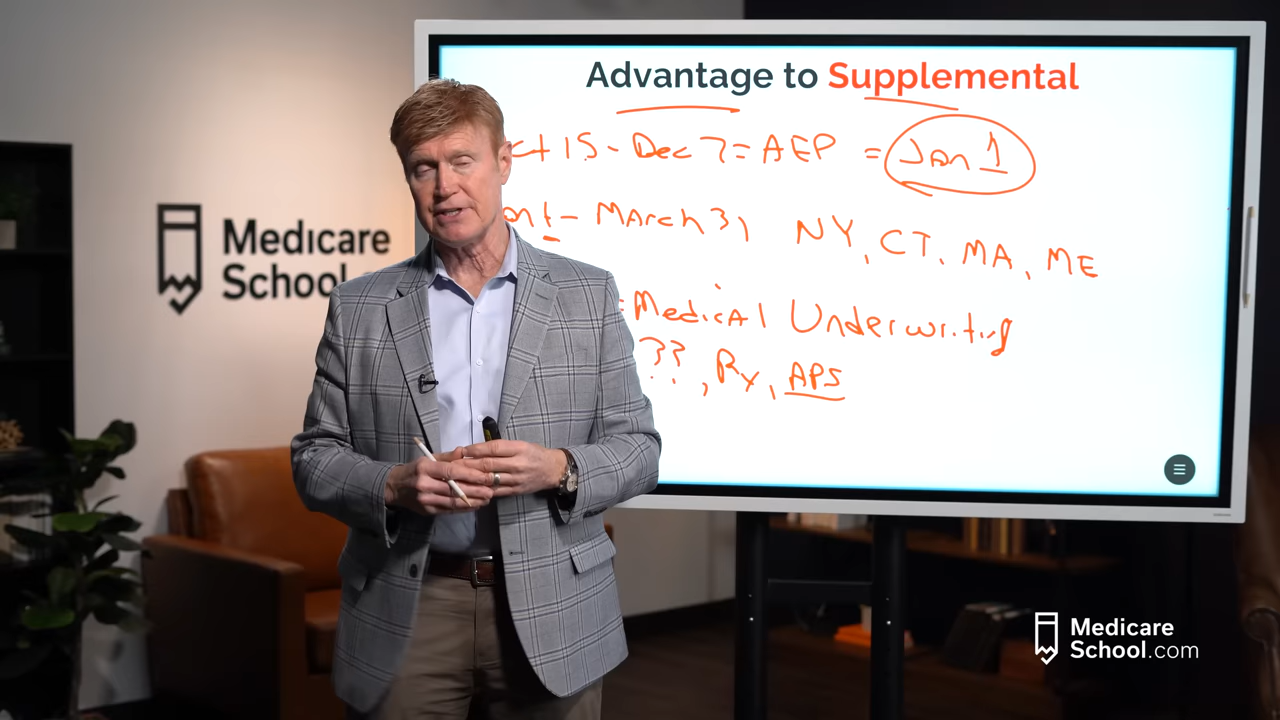 Advantage to Supplemental
ct 15 - Dec 7 = AEP = Jan 1
- March 31 NY, CT, MA, ME
= Medical Underwriting
??, Rx, APS
Medicare
School
Medicare
School.com